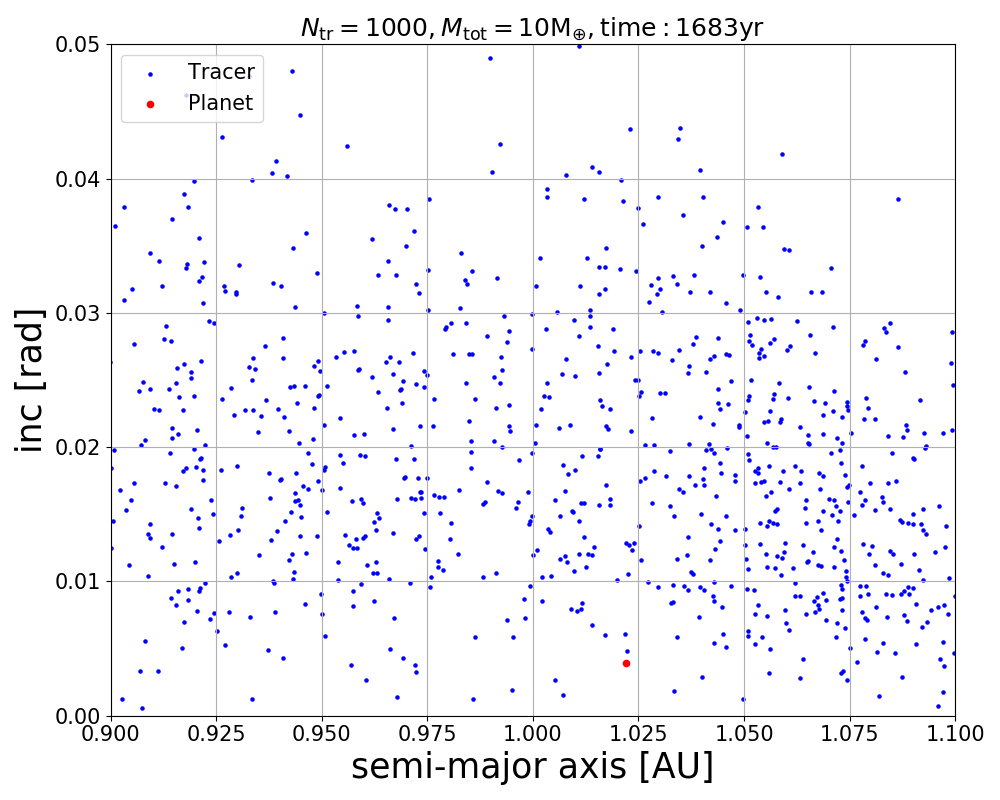 N_tr = 1000, M_tot = 10M_⊕, time : 1683yr
Tracer
Planet
inc [rad]
0.05
0.04
0.03
0.02
0.01
0.00
0.900 0.925 0.950 0.975 1.000 1.025 1.050 1.075 1.100
semi-major axis [AU]